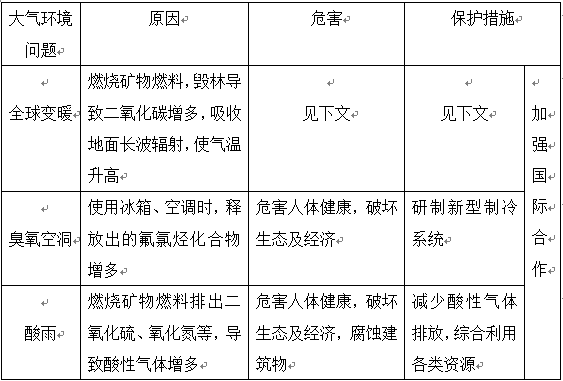 大气环境
问题
原因
危害
保护措施
全球变暖
燃烧矿物燃料，毁林导
致二氧化碳增多，吸收
地面长波辐射，使气温
升高
见下文
见下文
加
强
国
际
合
作
臭氧空洞
使用冰箱、空调时，释
放出的氟氯烃化合物
增多
危害人体健康，破坏
生态及经济
研制新型制冷
系统
酸雨
燃烧矿物燃料排出二
氧化硫、氧化氮等，导
致酸性气体增多
危害人体健康，破坏
生态及经济，腐蚀建
筑物
减少酸性气体
排放，综合利用
各类资源